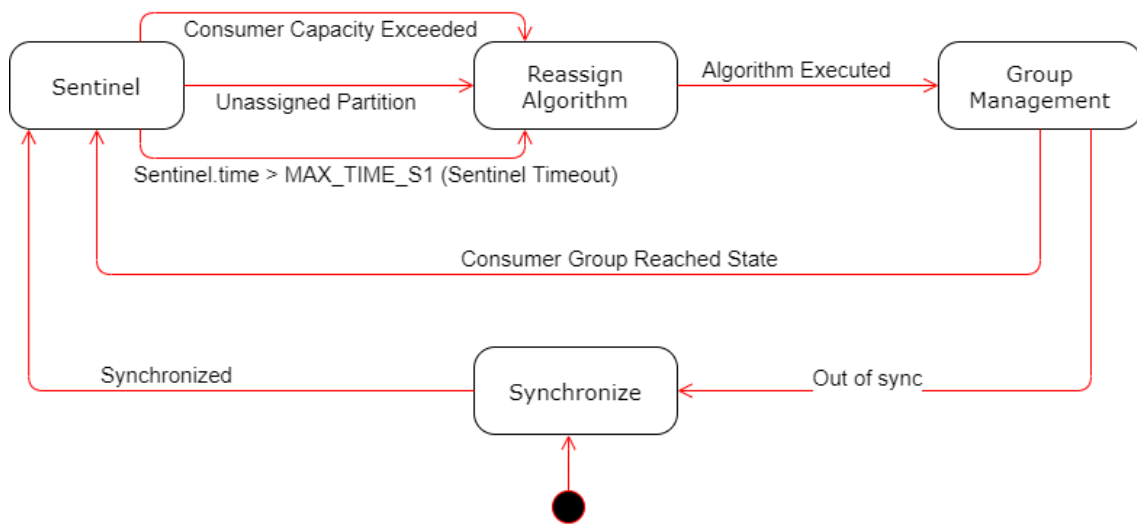 Consumer Capacity Exceeded
Sentinel
Reassign
Algorithm
Algorithm Executed
Group
Management
Unassigned Partition
Sentinel.time > MAX_TIME_S1 (Sentinel Timeout)
Consumer Group Reached State
Synchronized
Synchronize
Out of sync